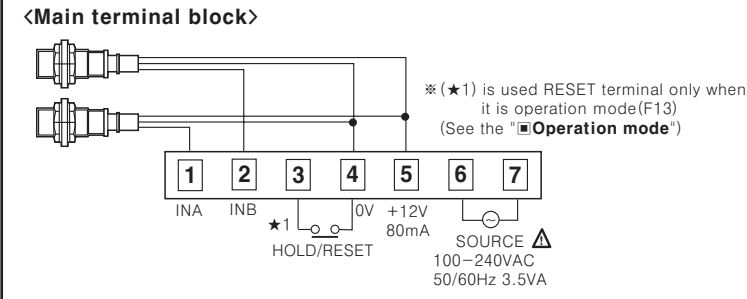 <Main terminal block>
※(★1) is used RESET terminal only when
it is operation mode(F13)
(See the "▣Operation mode")
1 2 3 4 5 6 7
INA INB ★1 0V +12V
80mA
HOLD/RESET
SOURCE ⚠
100-240VAC
50/60Hz 3.5VA